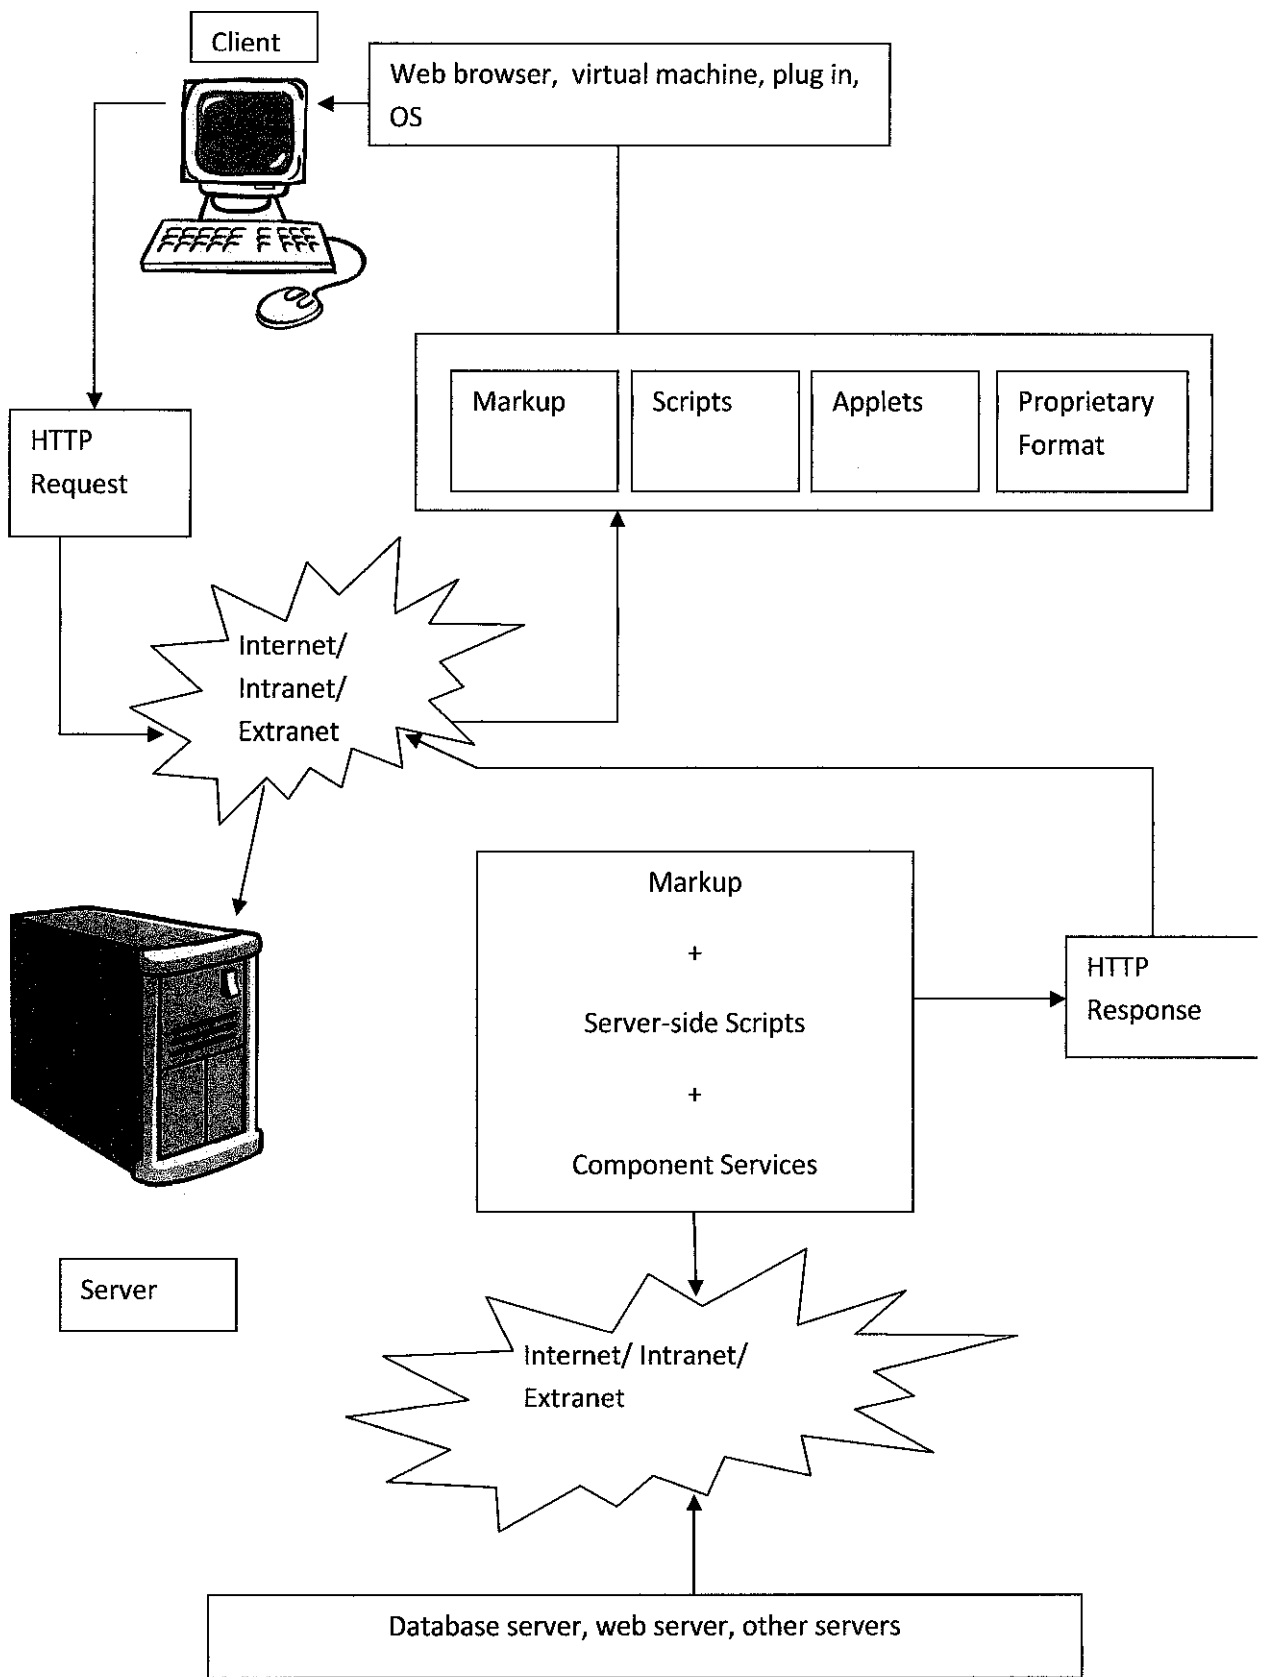 Client
Web browser, virtual machine, plug in,
OS
Markup
Scripts
Applets
Proprietary
Format
HTTP
Request
Internet/
Intranet/
Extranet
Markup
+
Server-side Scripts
+
Component Services
HTTP
Response
Server
Internet/ Intranet/
Extranet
Database server, web server, other servers